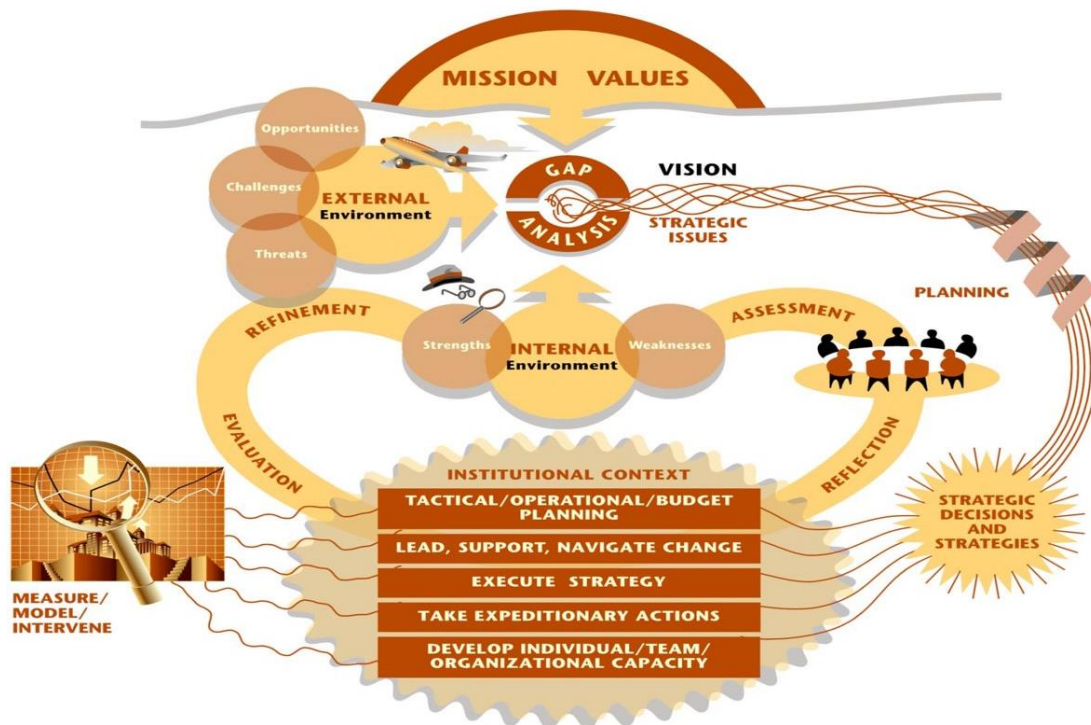 MISSION VALUES
Opportunities
Challenges
EXTERNAL
Environment
Threats
GAP
ANALYSIS
VISION
STRATEGIC
ISSUES
PLANNING
REFINEMENT
Strengths
INTERNAL
Environment
Weaknesses
ASSESSMENT
EVALUATION
REFLECTION
INSTITUTIONAL CONTEXT
TACTICAL/OPERATIONAL/BUDGET
PLANNING
LEAD, SUPPORT, NAVIGATE CHANGE
EXECUTE STRATEGY
TAKE EXPEDITIONARY ACTIONS
DEVELOP INDIVIDUAL/TEAM/
ORGANIZATIONAL CAPACITY
STRATEGIC
DECISIONS
AND
STRATEGIES
MEASURE/
MODEL/
INTERVENE